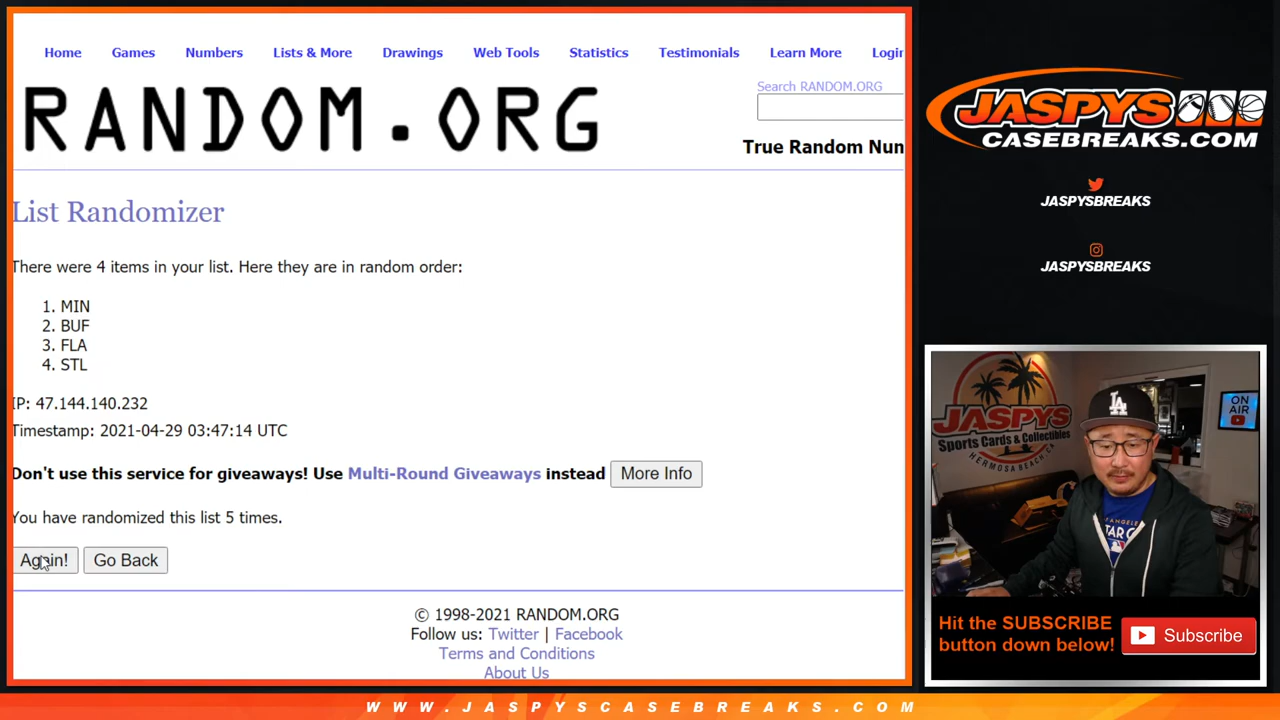 Home Games Numbers Lists & More Drawings Web Tools Statistics Testimonials Learn More Login
RANDOM.ORG
Search RANDOM.ORG
True Random Num
List Randomizer
There were 4 items in your list. Here they are in random order:
1. MIN
2. BUF
3. FLA
4. STL
IP: 47.144.140.232
Timestamp: 2021-04-29 03:47:14 UTC
Don't use this service for giveaways! Use Multi-Round Giveaways instead More Info
You have randomized this list 5 times.
Again! Go Back
© 1998-2021 RANDOM.ORG
Follow us: Twitter | Facebook
Terms and Conditions
About Us
JASPYS
CASEBREAKS.COM
JASPYSBREAKS
JASPYSBREAKS
JASPYS
Sports Cards & Collectibles
HERMOSA BEACH, CA
LA
ON
AIR
Hit the SUBSCRIBE
button down below!
Subscribe
WWW.JASPYSCASEBREAKS.COM